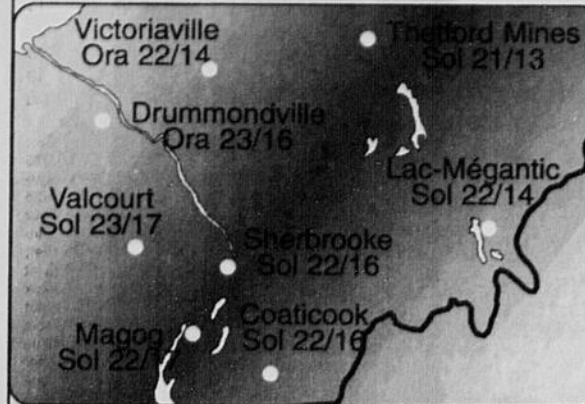 Victoriaville
Ora 22/14
Thetford Mines
Sol 21/13
Drummondville
Ora 23/16
Lac-Mégantic
Sol 22/14
Valcourt
Sol 23/17
Sherbrooke
Sol 22/16
Coaticook
Sol 22/16
Magog
Sol